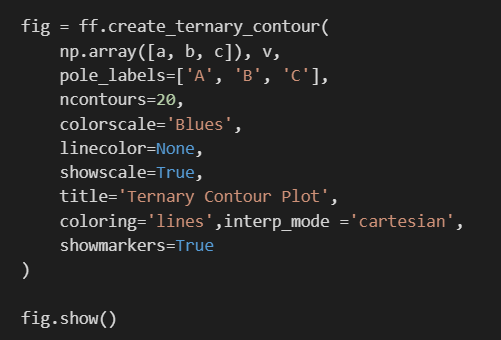 fig = ff.create_ternary_contour(
    np.array([a, b, c]), v,
    pole_labels=['A', 'B', 'C'],
    ncontours=20,
    colorscale='Blues',
    linecolor=None,
    showscale=True,
    title='Ternary Contour Plot',
    coloring='lines',interp_mode ='cartesian',
    showmarkers=True
)
fig.show()